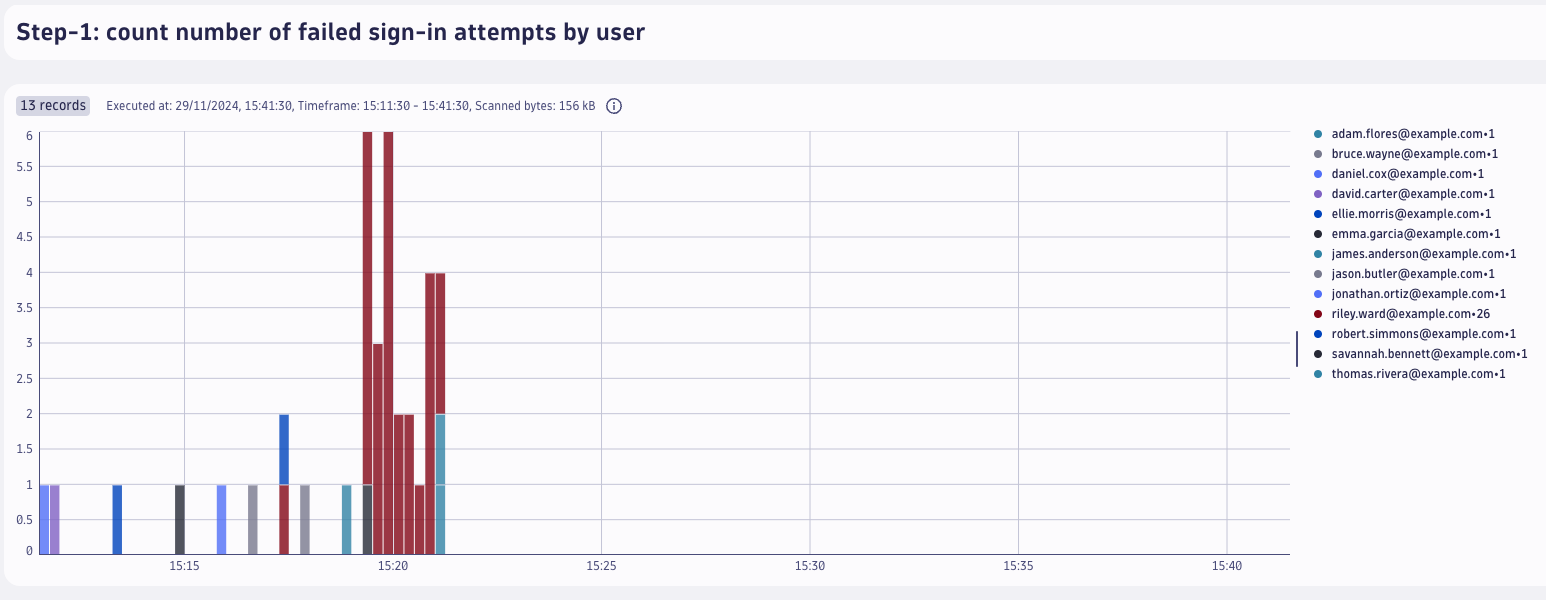 Step-1: count number of failed sign-in attempts by user
13 records Executed at: 29/11/2024, 15:41:30, Timeframe: 15:11:30 - 15:41:30, Scanned bytes: 156 kB
6
5.5
5
4.5
4
3.5
3
2.5
2
1.5
1
0.5
0
15:15 15:20 15:25 15:30 15:35 15:40
adam.flores@example.com•1
bruce.wayne@example.com•1
daniel.cox@example.com•1
david.carter@example.com•1
ellie.morris@example.com•1
emma.garcia@example.com•1
james.anderson@example.com•1
jason.butler@example.com•1
jonathan.ortiz@example.com•1
riley.ward@example.com•26
robert.simmons@example.com•1
savannah.bennett@example.com•1
thomas.rivera@example.com•1